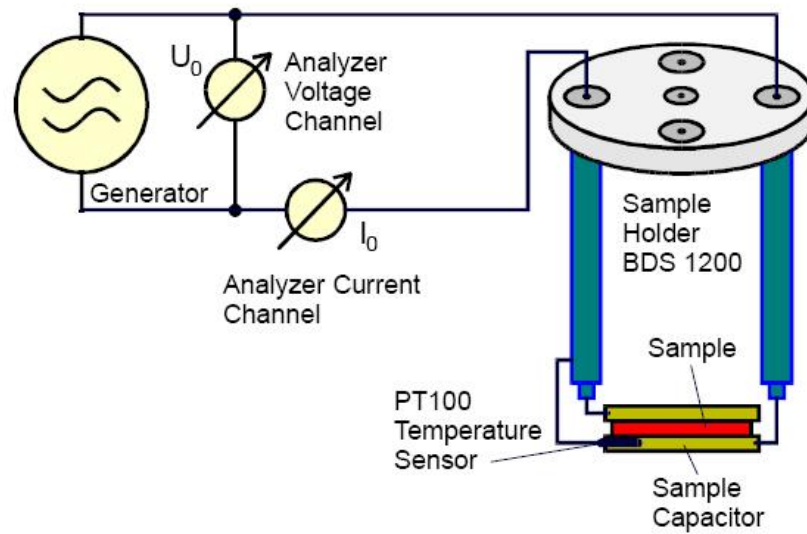 U₀
Analyzer
Voltage
Channel
Generator
I₀
Analyzer Current
Channel
Sample
Holder
BDS 1200
Sample
PT100
Temperature
Sensor
Sample
Capacitor